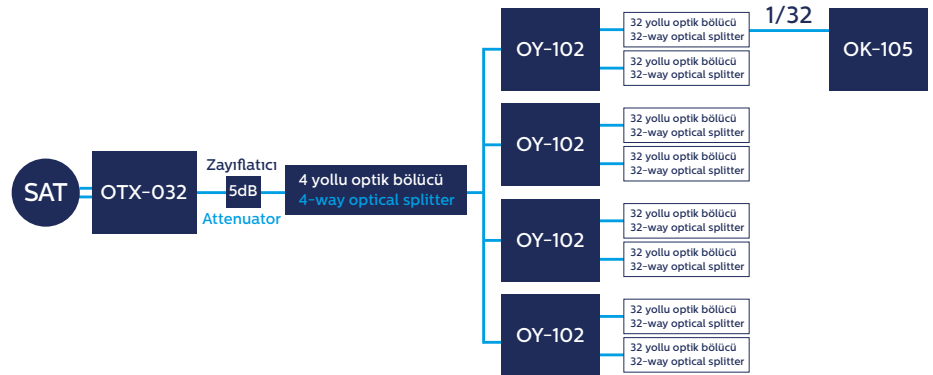 SAT
OTX-032
Zayıflatıcı
5dB
Attenuator
4 yollu optik bölücü
4-way optical splitter
OY-102
32 yollu optik bölücü
32-way optical splitter
32 yollu optik bölücü
32-way optical splitter
1/32
OK-105
OY-102
32 yollu optik bölücü
32-way optical splitter
32 yollu optik bölücü
32-way optical splitter
OY-102
32 yollu optik bölücü
32-way optical splitter
32 yollu optik bölücü
32-way optical splitter
OY-102
32 yollu optik bölücü
32-way optical splitter
32 yollu optik bölücü
32-way optical splitter